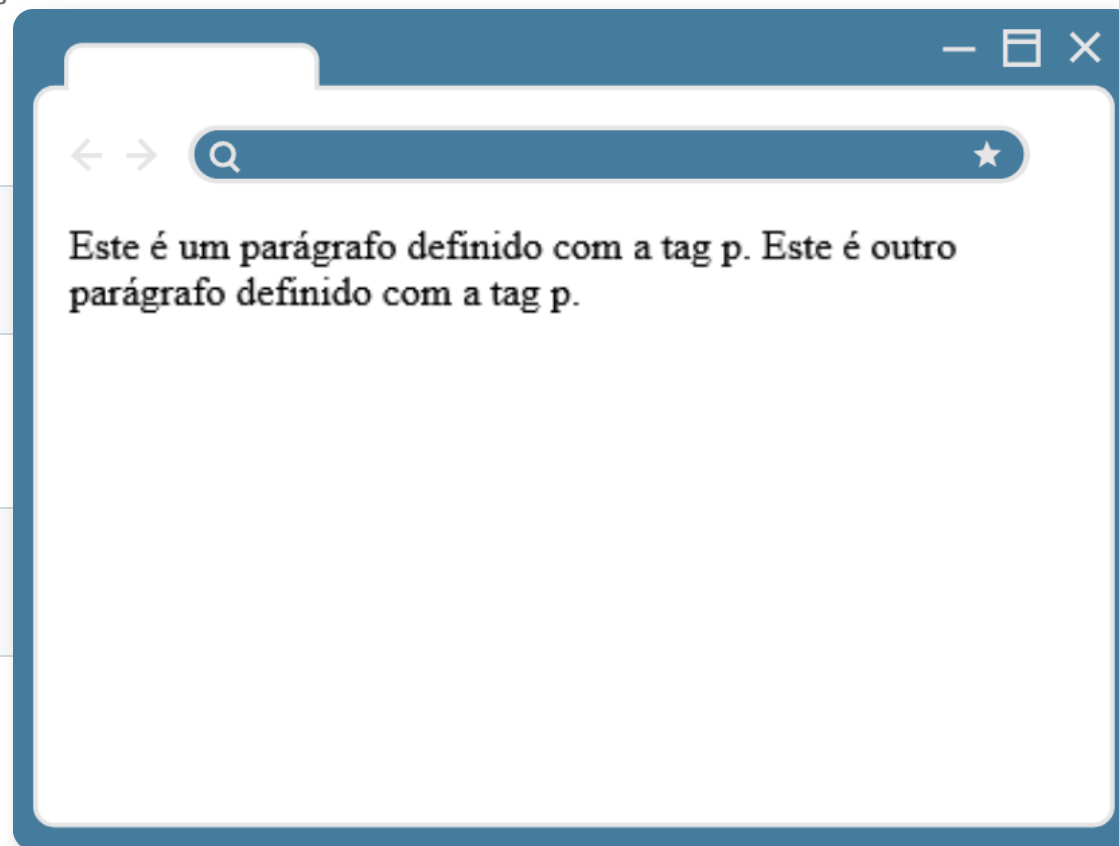 Este é um parágrafo definido com a tag p. Este é outro
parágrafo definido com a tag p.